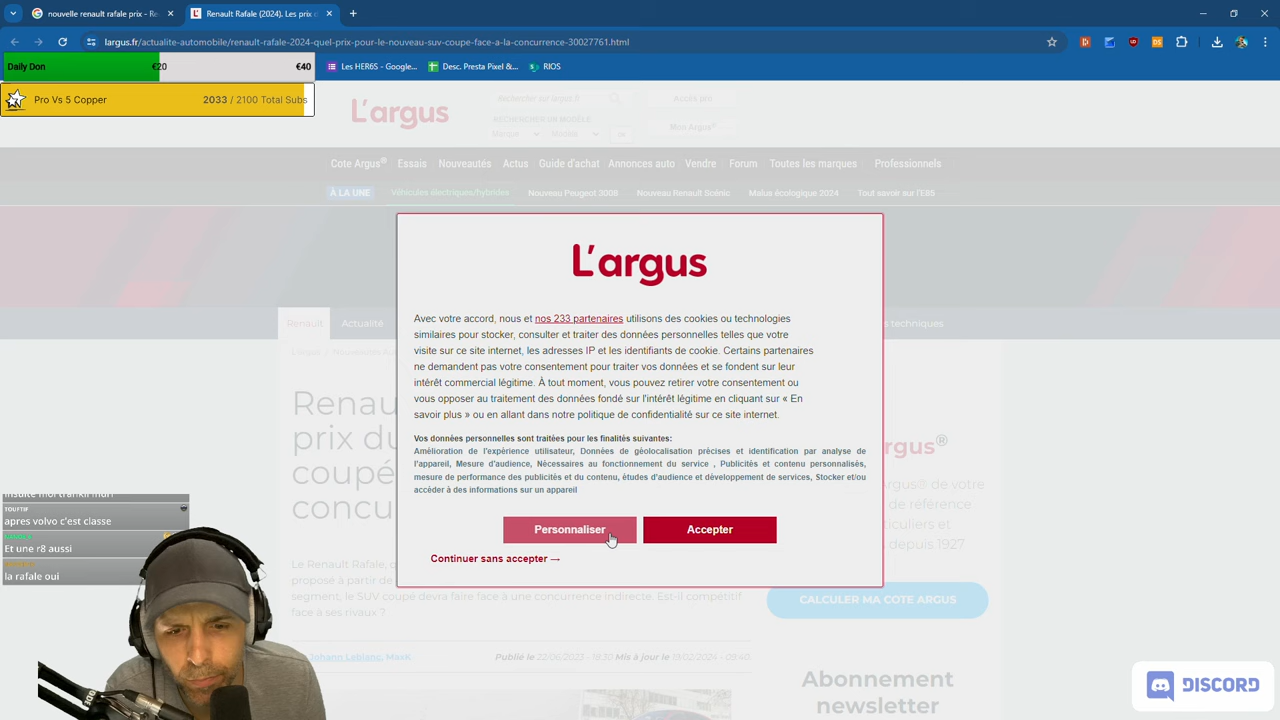 nouvelle renault rafale prix - Re
Renault Rafale (2024), Les prix d
largus.fr/actualite-automobile/renault-rafale-2024-quel-prix-pour-le-nouveau-suv-coupe-face-a-la-concurrence-30027761.html
Daily Don €20 €40
Les HER6S - Google...
Desc. Presta Pixel &...
RIOS
Pro Vs 5 Copper 2033 / 2100 Total Subs
L'argus
Rechercher sur largus.fr
Accès pro
RECHERCHER UN MODÈLE
Marque Modèle OK
Mon Argus®
Cote Argus® Essais Nouveautés Actus Guide d'achat Annonces auto Vendre Forum Toutes les marques Professionnels
À LA UNE Véhicules électriques/hybrides Nouveau Peugeot 3008 Nouveau Renault Scénic Malus écologique 2024 Tout savoir sur l'E85
L'argus
Avec votre accord, nous et nos 233 partenaires utilisons des cookies ou technologies
similaires pour stocker, consulter et traiter des données personnelles telles que votre
visite sur ce site internet, les adresses IP et les identifiants de cookie. Certains partenaires
ne demandent pas votre consentement pour traiter vos données et se fondent sur leur
intérêt commercial légitime. À tout moment, vous pouvez retirer votre consentement ou
vous opposer au traitement des données fondé sur l'intérêt légitime en cliquant sur « En
savoir plus » ou en allant dans notre politique de confidentialité sur ce site internet.
Vos données personnelles sont traitées pour les finalités suivantes:
Amélioration de l'expérience utilisateur, Données de géolocalisation précises et identification par analyse de
l'appareil, Mesure d'audience, Nécessaires au fonctionnement du service , Publicités et contenu personnalisés,
mesure de performance des publicités et du contenu, études d'audience et développement de services, Stocker et/ou
accéder à des informations sur un appareil
Personnaliser Accepter
Continuer sans accepter →
Renault Actualité s techniques
L'argus
Renau
prix du
coupé
concu
argus®
Argus® de votre
de référence
depuis 1927
CALCULER MA COTE ARGUS
Le Renault Rafale,
proposé à partir de
segment, le SUV coupé devra faire face à une concurrence indirecte. Est-il compétitif
face à ses rivaux ?
Johann Leblanc, MaxK.
Publié le 22/06/2023 - 18:30 Mis à jour le 13/02/2024 - 05:40.
Abonnement
newsletter
insulte moi trankil murf
TOUFTIF
apres volvo c'est classe
Et une r8 aussi
la rafale oui
DISCORD